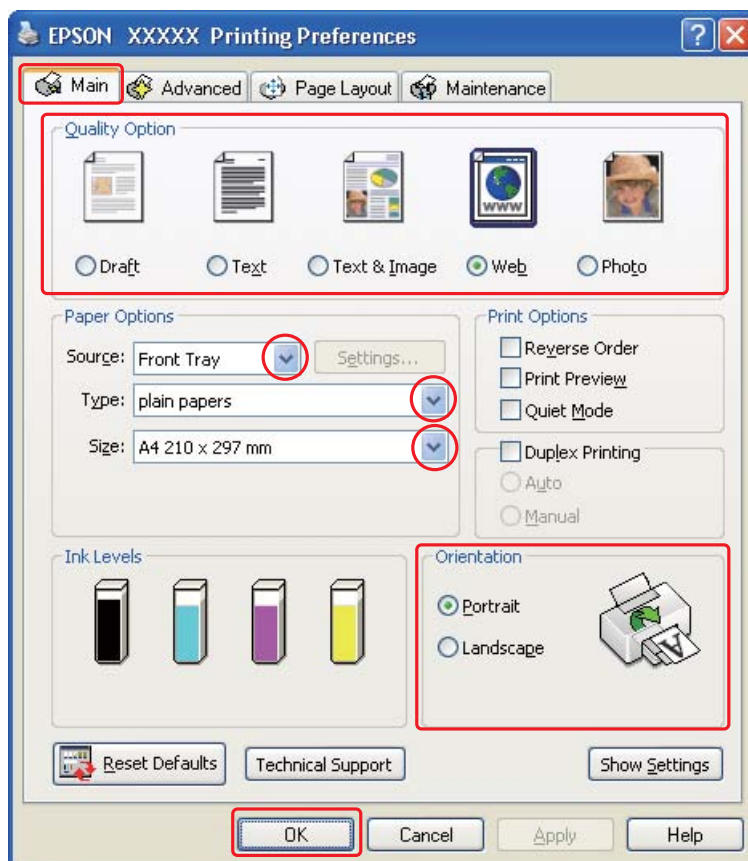 EPSON XXXXX Printing Preferences
Main Advanced Page Layout Maintenance
Quality Option
WWW
Draft Text Text & Image Web Photo
Paper Options
Source: Front Tray Settings...
Type: plain papers
Size: A4 210 x 297 mm
Print Options
Reverse Order
Print Preview
Quiet Mode
Duplex Printing
Auto
Manual
Ink Levels
Orientation
Portrait
Landscape
A
Reset Defaults Technical Support Show Settings
OK Cancel Apply Help